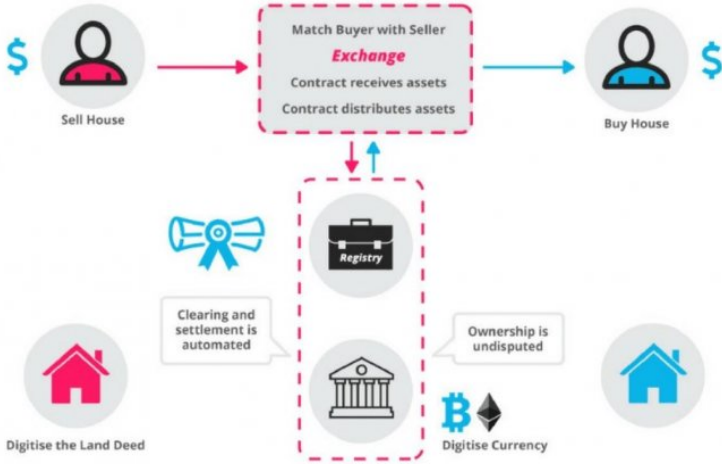 Match Buyer with Seller
Exchange
Contract receives assets
Contract distributes assets
$
$
Sell House
Buy House
Registry
Clearing and
settlement is
automated
Ownership is
undisputed
Digitise the Land Deed
Digitise Currency